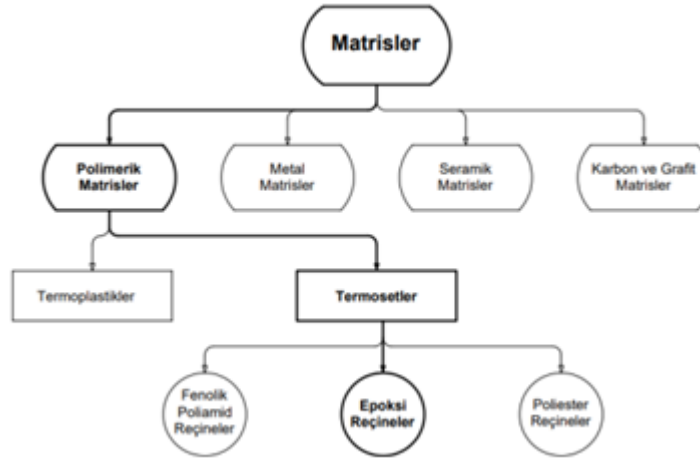 Matrisler
Polimerik
Matrisler
Metal
Matrisler
Seramik
Matrisler
Karbon ve Grafit
Matrisler
Termoplastikler
Termosetler
Fenolik
Poliamid
Reçineler
Epoksi
Reçineler
Poliester
Reçineler